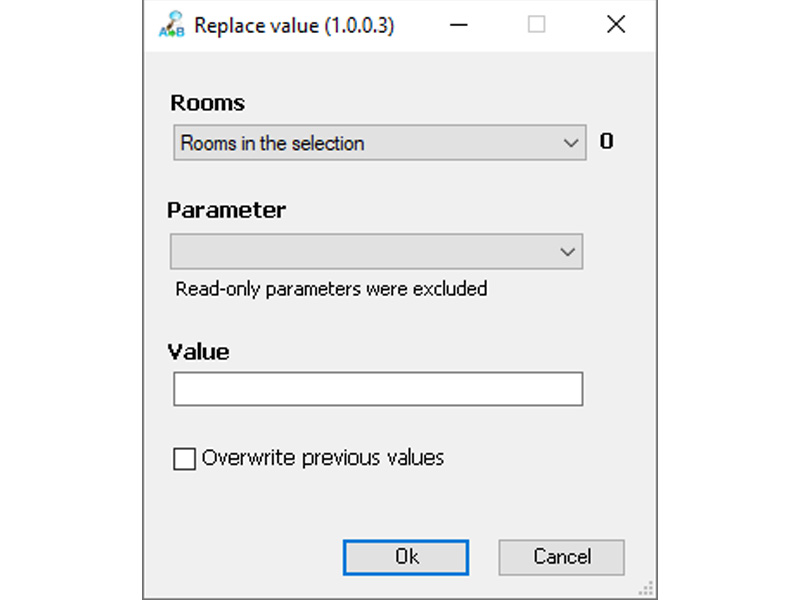 A B
Replace value (1.0.0.3)
Rooms
Rooms in the selection
0
Parameter
Read-only parameters were excluded
Value
Overwrite previous values
Ok
Cancel